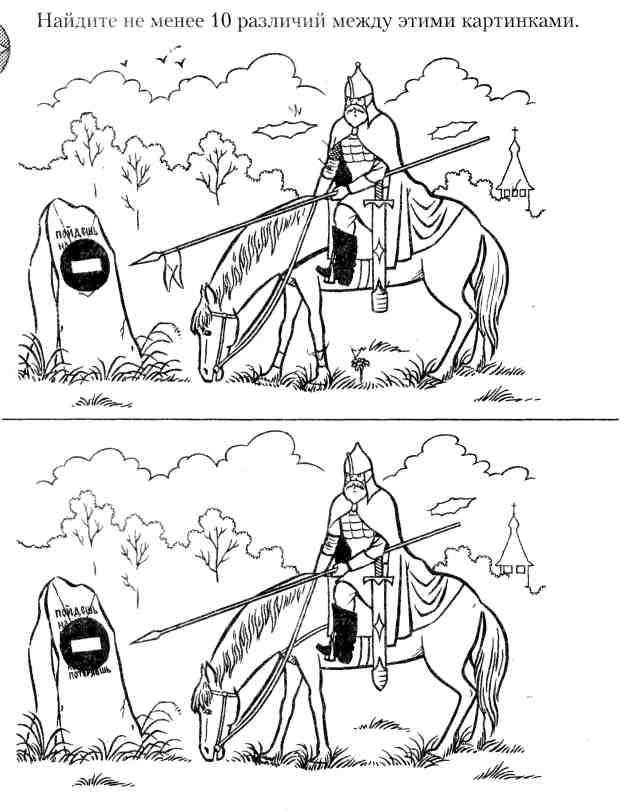 Найдите не менее 10 различий между этими картинками.
ПОЙДЕШЬ
НА
ПОЙДЕШЬ
НА
ПОТЕРЯЕШЬ